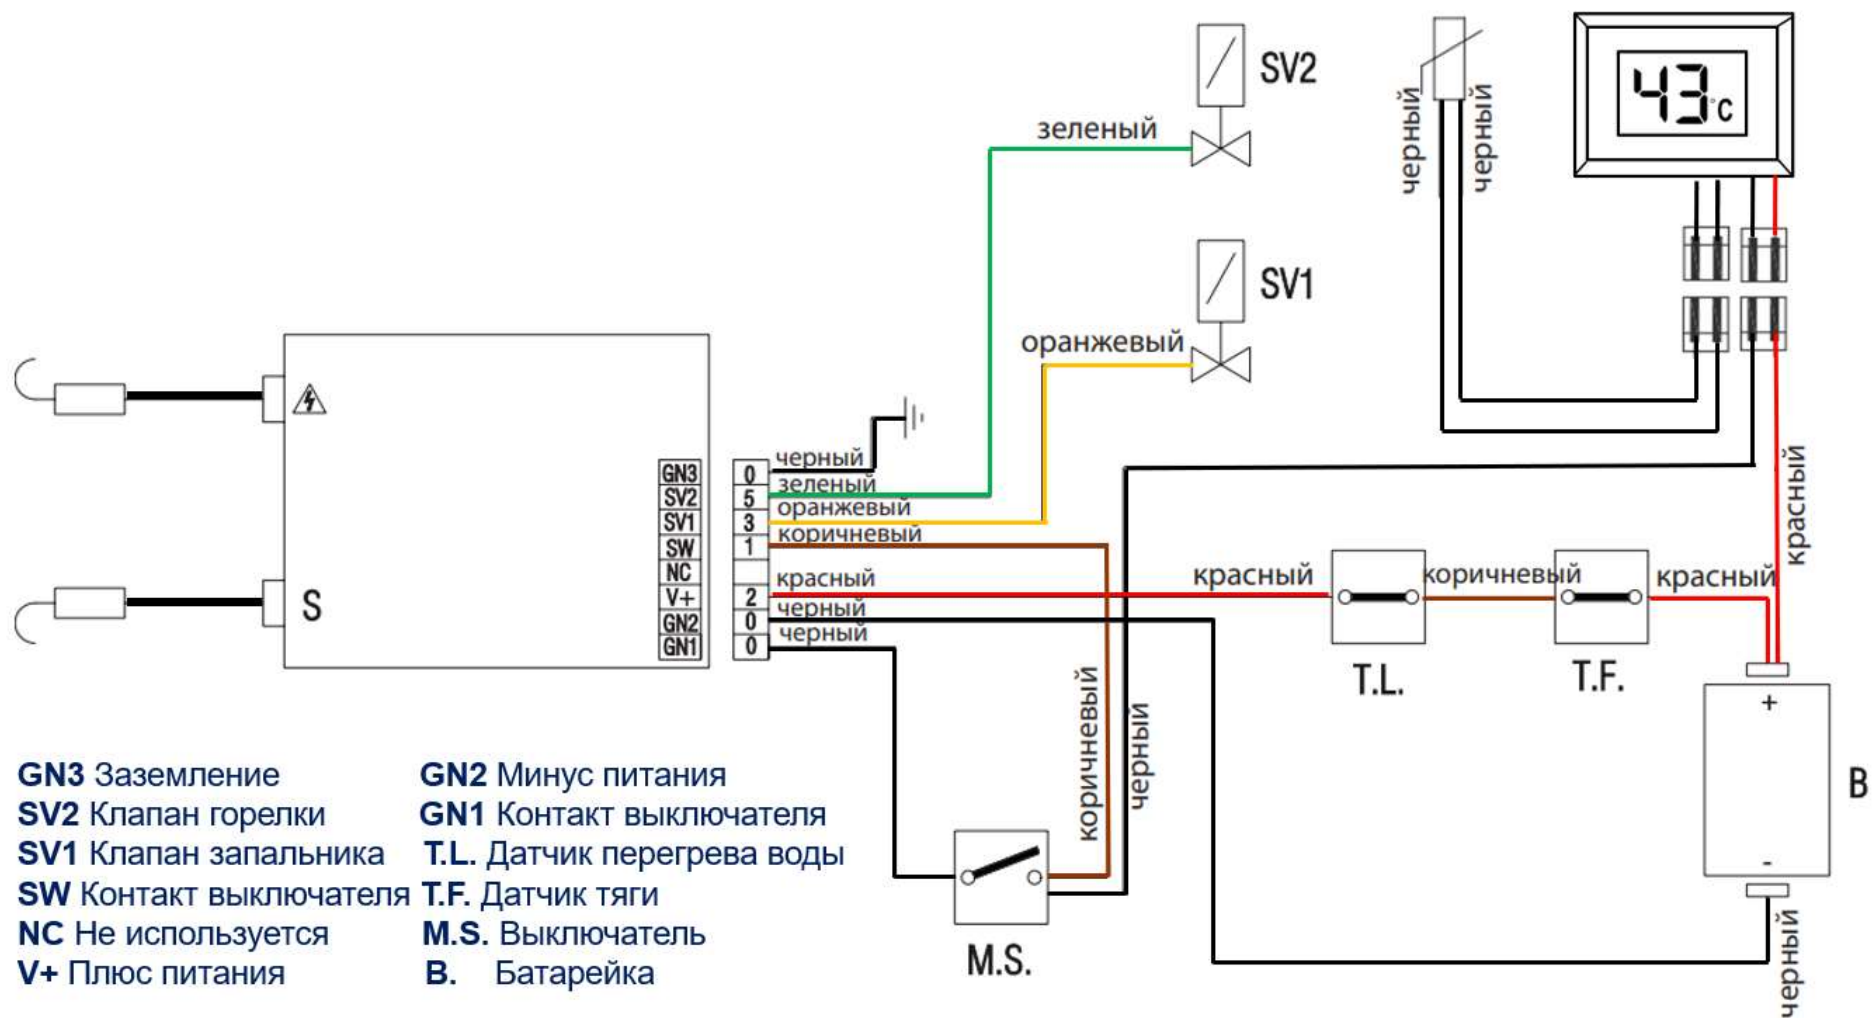 SV2
зеленый
черный
черный
43°C
SV1
оранжевый
S
GN3
SV2
SV1
SW
NC
V+
GN2
GN1
0
5
3
1
2
0
0
черный
зеленый
оранжевый
коричневый
красный
черный
черный
красный
коричневый
красный
красный
T.L.
T.F.
+
-
B
коричневый
черный
черный
M.S.
GN3 Заземление
SV2 Клапан горелки
SV1 Клапан запальника
SW Контакт выключателя
NC Не используется
V+ Плюс питания
GN2 Минус питания
GN1 Контакт выключателя
T.L. Датчик перегрева воды
T.F. Датчик тяги
M.S. Выключатель
B. Батарейка